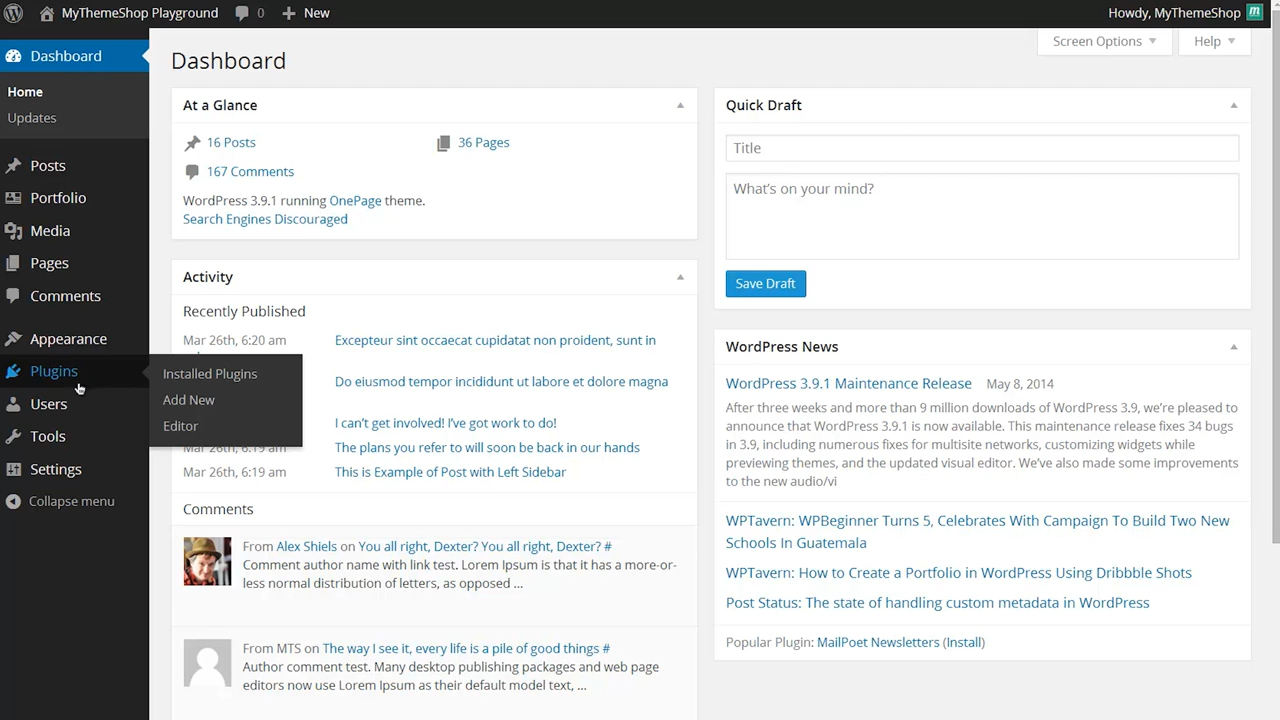 MyThemeShop Playground
0
New
Howdy, MyThemeShop
m
Dashboard
Home
Updates
Posts
Portfolio
Media
Pages
Comments
Appearance
Plugins
Installed Plugins
Add New
Editor
Users
Tools
Settings
Collapse menu
Screen Options
Help
Dashboard
At a Glance
16 Posts
36 Pages
167 Comments
WordPress 3.9.1 running OnePage theme.
Search Engines Discouraged
Activity
Recently Published
Mar 26th, 6:20 am
Excepteur sint occaecat cupidatat non proident, sunt in
Do eiusmod tempor incididunt ut labore et dolore magna
I can't get involved! I've got work to do!
Mar 26th, 6:19 am
The plans you refer to will soon be back in our hands
Mar 26th, 6:19 am
This is Example of Post with Left Sidebar
Comments
From Alex Shiels on You all right, Dexter? You all right, Dexter? #
Comment author name with link test. Lorem Ipsum is that it has a more-or-
less normal distribution of letters, as opposed ...
From MTS on The way I see it, every life is a pile of good things #
Author comment test. Many desktop publishing packages and web page
editors now use Lorem Ipsum as their default model text, ...
Quick Draft
Title
What's on your mind?
Save Draft
WordPress News
WordPress 3.9.1 Maintenance Release
May 8, 2014
After three weeks and more than 9 million downloads of WordPress 3.9, we're pleased to
announce that WordPress 3.9.1 is now available. This maintenance release fixes 34 bugs
in 3.9, including numerous fixes for multisite networks, customizing widgets while
previewing themes, and the updated visual editor. We've also made some improvements
to the new audio/vi
WPTavern: WPBeginner Turns 5, Celebrates With Campaign To Build Two New
Schools In Guatemala
WPTavern: How to Create a Portfolio in WordPress Using Dribbble Shots
Post Status: The state of handling custom metadata in WordPress
Popular Plugin: MailPoet Newsletters (Install)